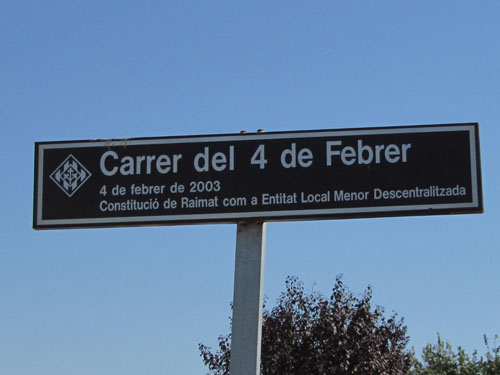 Carrer del 4 de Febrer
4 de febrer de 2003
Constitució de Raimat com a Entitat Local Menor Descentralitzada